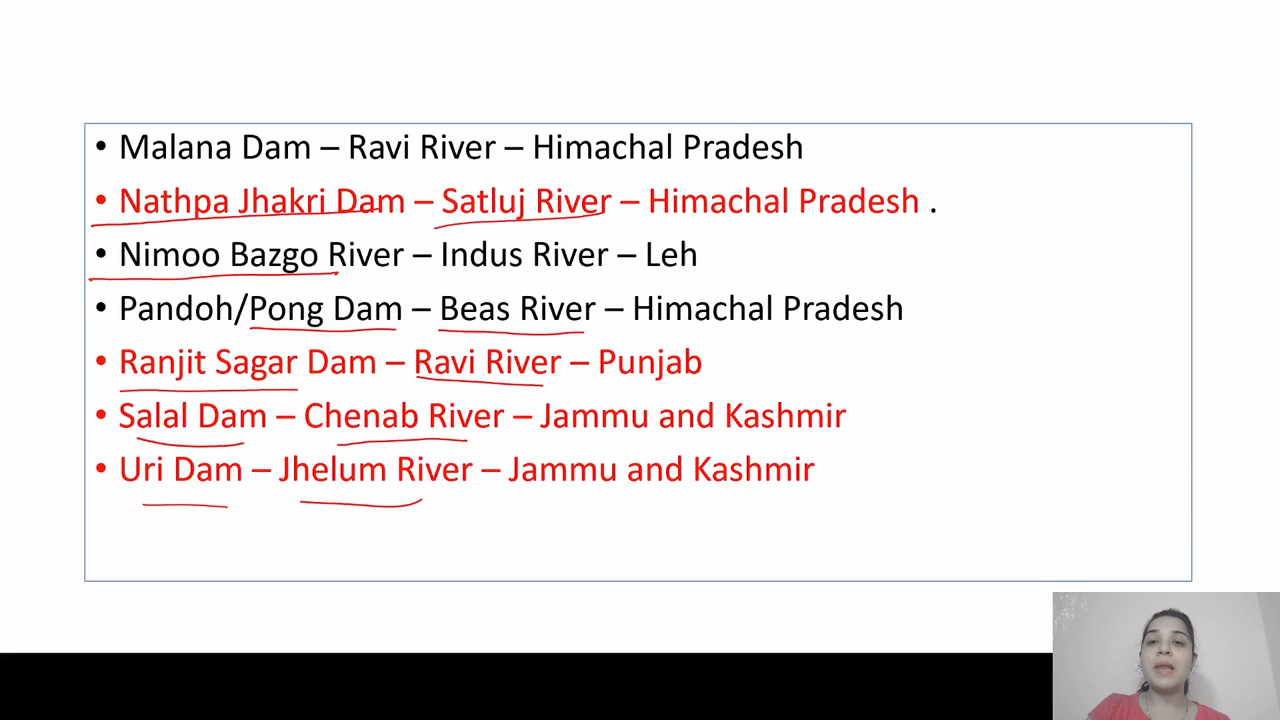 • Malana Dam – Ravi River – Himachal Pradesh
• Nathpa Jhakri Dam – Satluj River – Himachal Pradesh .
• Nimoo Bazgo River – Indus River – Leh
• Pandoh/Pong Dam – Beas River – Himachal Pradesh
• Ranjit Sagar Dam – Ravi River – Punjab
• Salal Dam – Chenab River – Jammu and Kashmir
• Uri Dam – Jhelum River – Jammu and Kashmir